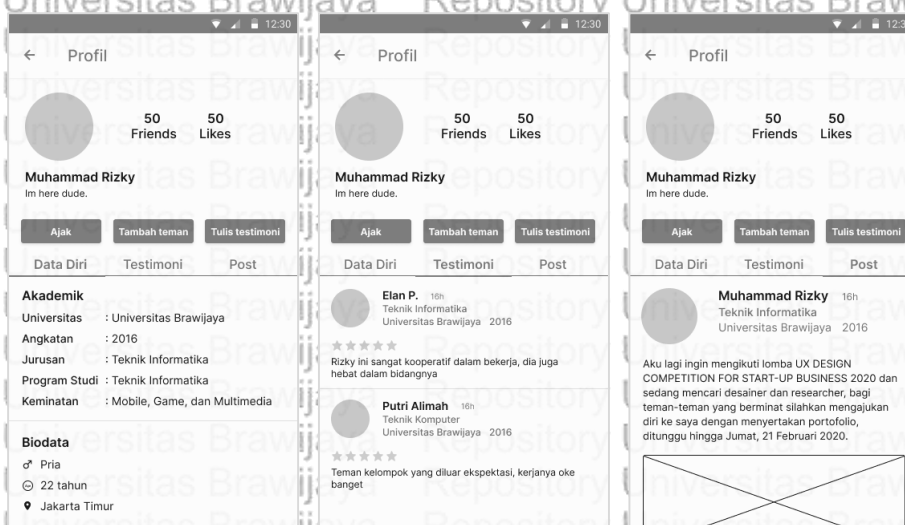 12:30
Profil
50 50
Friends Likes
Muhammad Rizky
Im here dude.
Ajak Tambah teman Tulis testimoni
Data Diri Testimoni Post
Akademik
Universitas : Universitas Brawijaya
Angkatan : 2016
Jurusan : Teknik Informatika
Program Studi : Teknik Informatika
Keminatan : Mobile, Game, dan Multimedia
Biodata
Pria
22 tahun
Jakarta Timur
12:30
Profil
50 50
Friends Likes
Muhammad Rizky
Im here dude.
Ajak Tambah teman Tulis testimoni
Data Diri Testimoni Post
Elan P. 16h
Teknik Informatika
Universitas Brawijaya 2016
Rizky ini sangat kooperatif dalam bekerja, dia juga
hebat dalam bidangnya
Putri Alimah 16h
Teknik Komputer
Universitas Brawijaya 2016
Teman kelompok yang diluar ekspektasi, kerjanya oke
banget
Profil
50 50
Friends Likes
Muhammad Rizky
Im here dude.
Ajak Tambah teman Tulis testimoni
Data Diri Testimoni Post
Muhammad Rizky 16h
Teknik Informatika
Universitas Brawijaya 2016
Aku lagi ingin mengikuti lomba UX DESIGN
COMPETITION FOR START-UP BUSINESS 2020 dan
sedang mencari desainer dan researcher, bagi
teman-teman yang berminat silahkan mengajukan
diri ke saya dengan menyertakan portofolio,
ditunggu hingga Jumat, 21 Februari 2020.